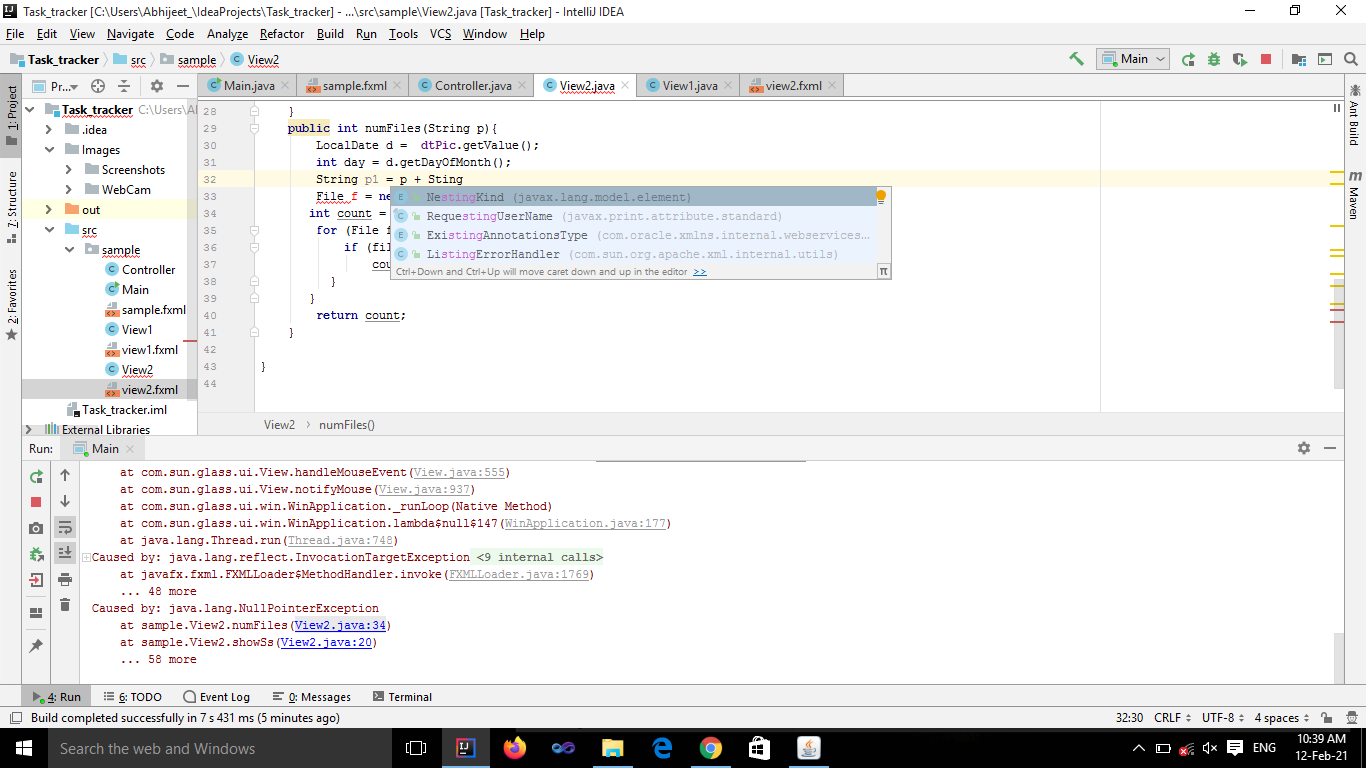 Task_tracker [C:\Users\Abhijeet_\IdeaProjects\Task_tracker] - ...\src\sample\View2.java [Task_tracker] - IntelliJ IDEA
File Edit View Navigate Code Analyze Refactor Build Run Tools VCS Window Help
Task_tracker src sample View2 Main
Pr... Main.java sample.fxml Controller.java View2.java View1.java view2.fxml
1: Project
7: Structure
2: Favorites
Task_tracker C:\Users\Al
.idea
Images
Screenshots
WebCam
out
src
sample
Controller
Main
sample.fxml
View1
view1.fxml
View2
view2.fxml
Task_tracker.iml
External Libraries
28 }
29 public int numFiles(String p){
30 LocalDate d = dtPic.getValue();
31 int day = d.getDayOfMonth();
32 String p1 = p + Sting
33 File f = ne
34 int count =
35 for (File f
36 if (fil
37 cou
38 }
39 }
40 return count;
41 }
42
43 }
44
NestingKind (javax.lang.model.element)
RequestingUserName (javax.print.attribute.standard)
ExistingAnnotationsType (com.oracle.xmlns.internal.webservices...
ListingErrorHandler (com.sun.org.apache.xml.internal.utils)
Ctrl+Down and Ctrl+Up will move caret down and up in the editor >> π
Ant Build
m Maven
View2 numFiles()
Run: Main
at com.sun.glass.ui.View.handleMouseEvent(View.java:555)
at com.sun.glass.ui.View.notifyMouse(View.java:937)
at com.sun.glass.ui.win.WinApplication._runLoop(Native Method)
at com.sun.glass.ui.win.WinApplication.lambda$null$147(WinApplication.java:177)
at java.lang.Thread.run(Thread.java:748)
Caused by: java.lang.reflect.InvocationTargetException <9 internal calls>
at javafx.fxml.FXMLLoader$MethodHandler.invoke(FXMLLoader.java:1769)
... 48 more
Caused by: java.lang.NullPointerException
at sample.View2.numFiles(View2.java:34)
at sample.View2.showSs(View2.java:20)
... 58 more
4: Run 6: TODO Event Log 0: Messages Terminal
Build completed successfully in 7 s 431 ms (5 minutes ago) 32:30 CRLF UTF-8 4 spaces
Search the web and Windows ENG 10:39 AM
12-Feb-21